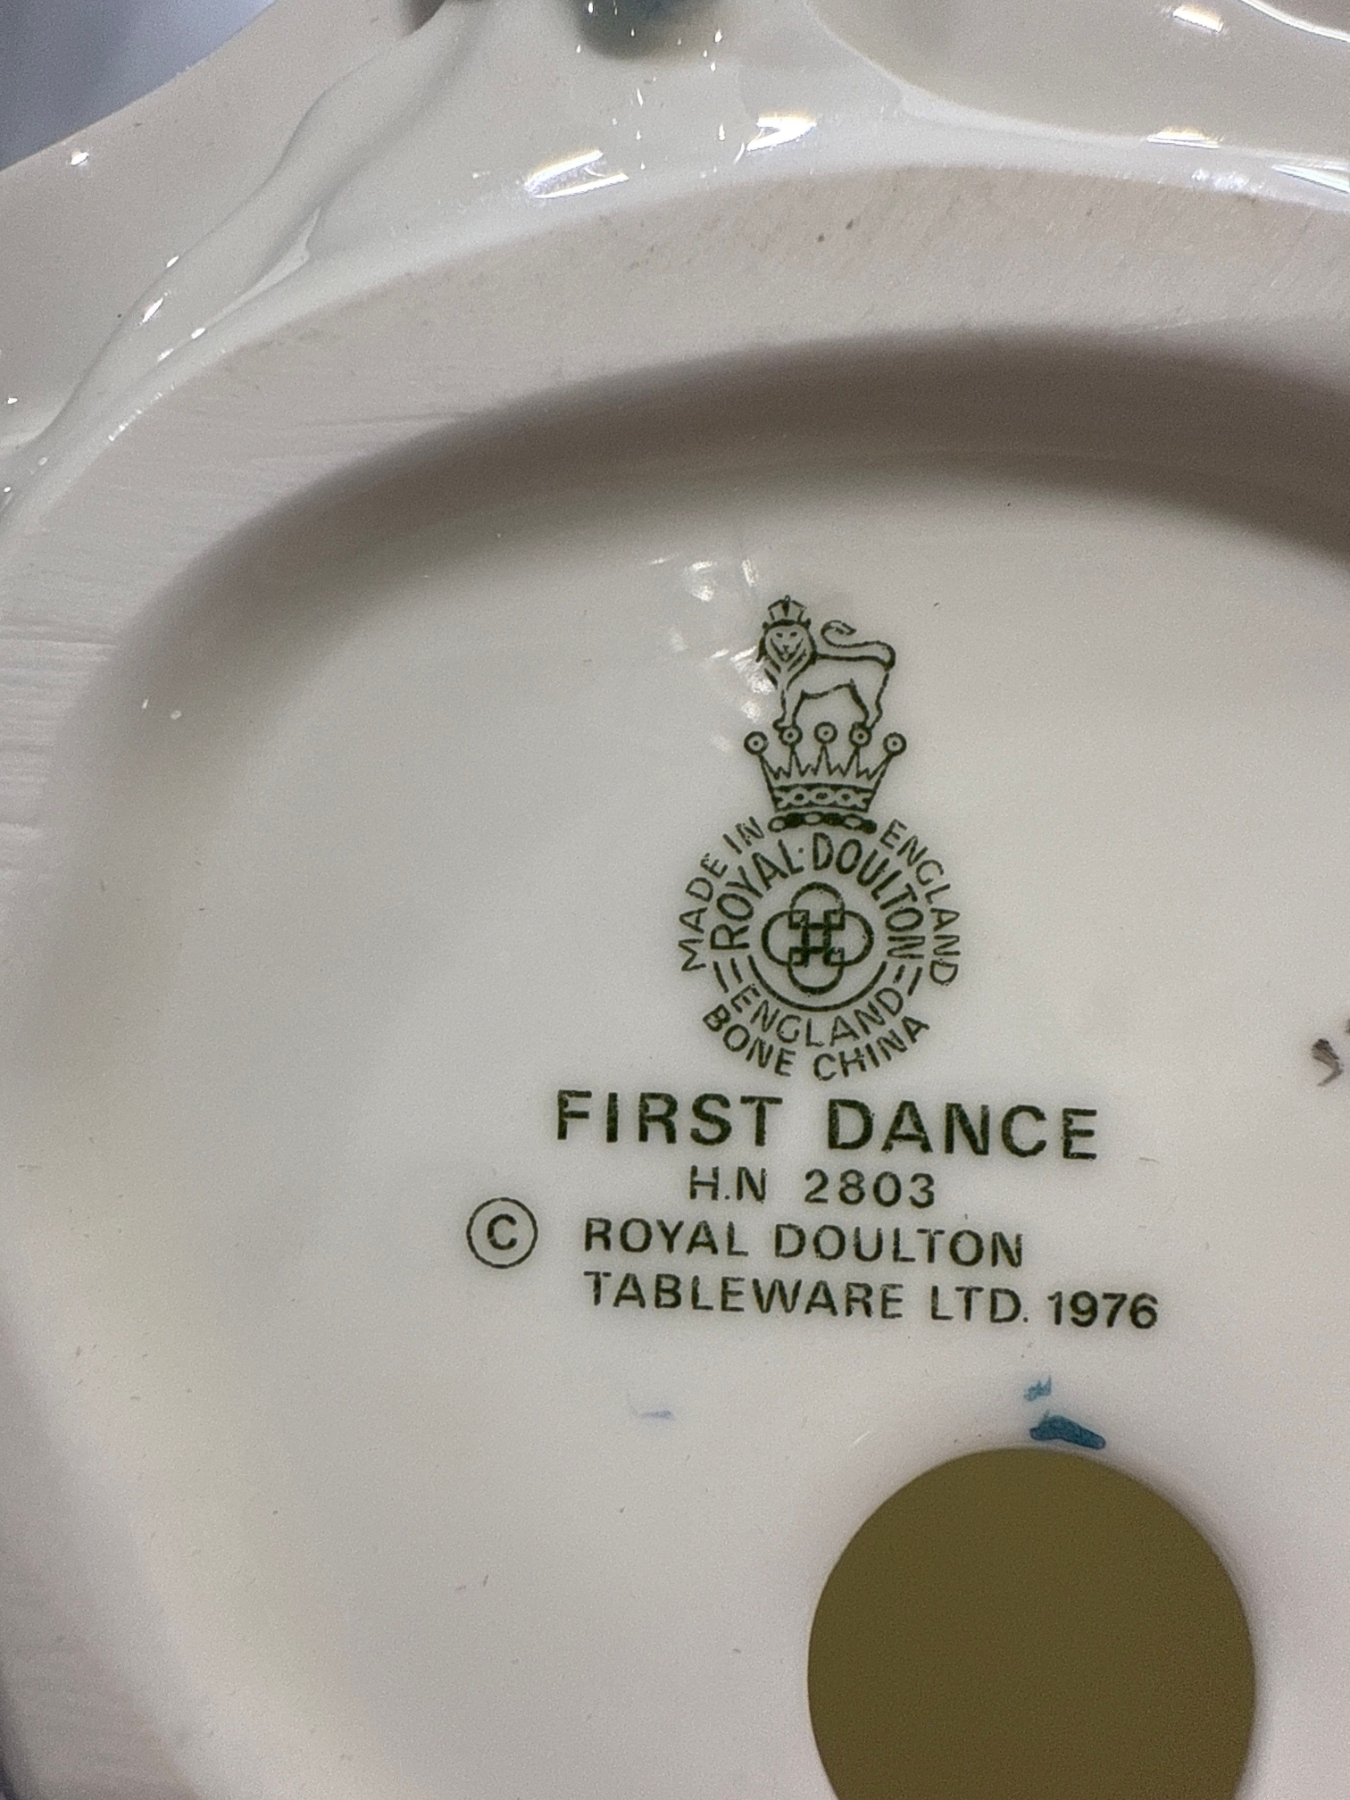 MADE IN ENGLAND
ROYAL·DOULTON
ENGLAND
BONE CHINA
FIRST DANCE
H.N 2803
© ROYAL DOULTON
TABLEWARE LTD. 1976